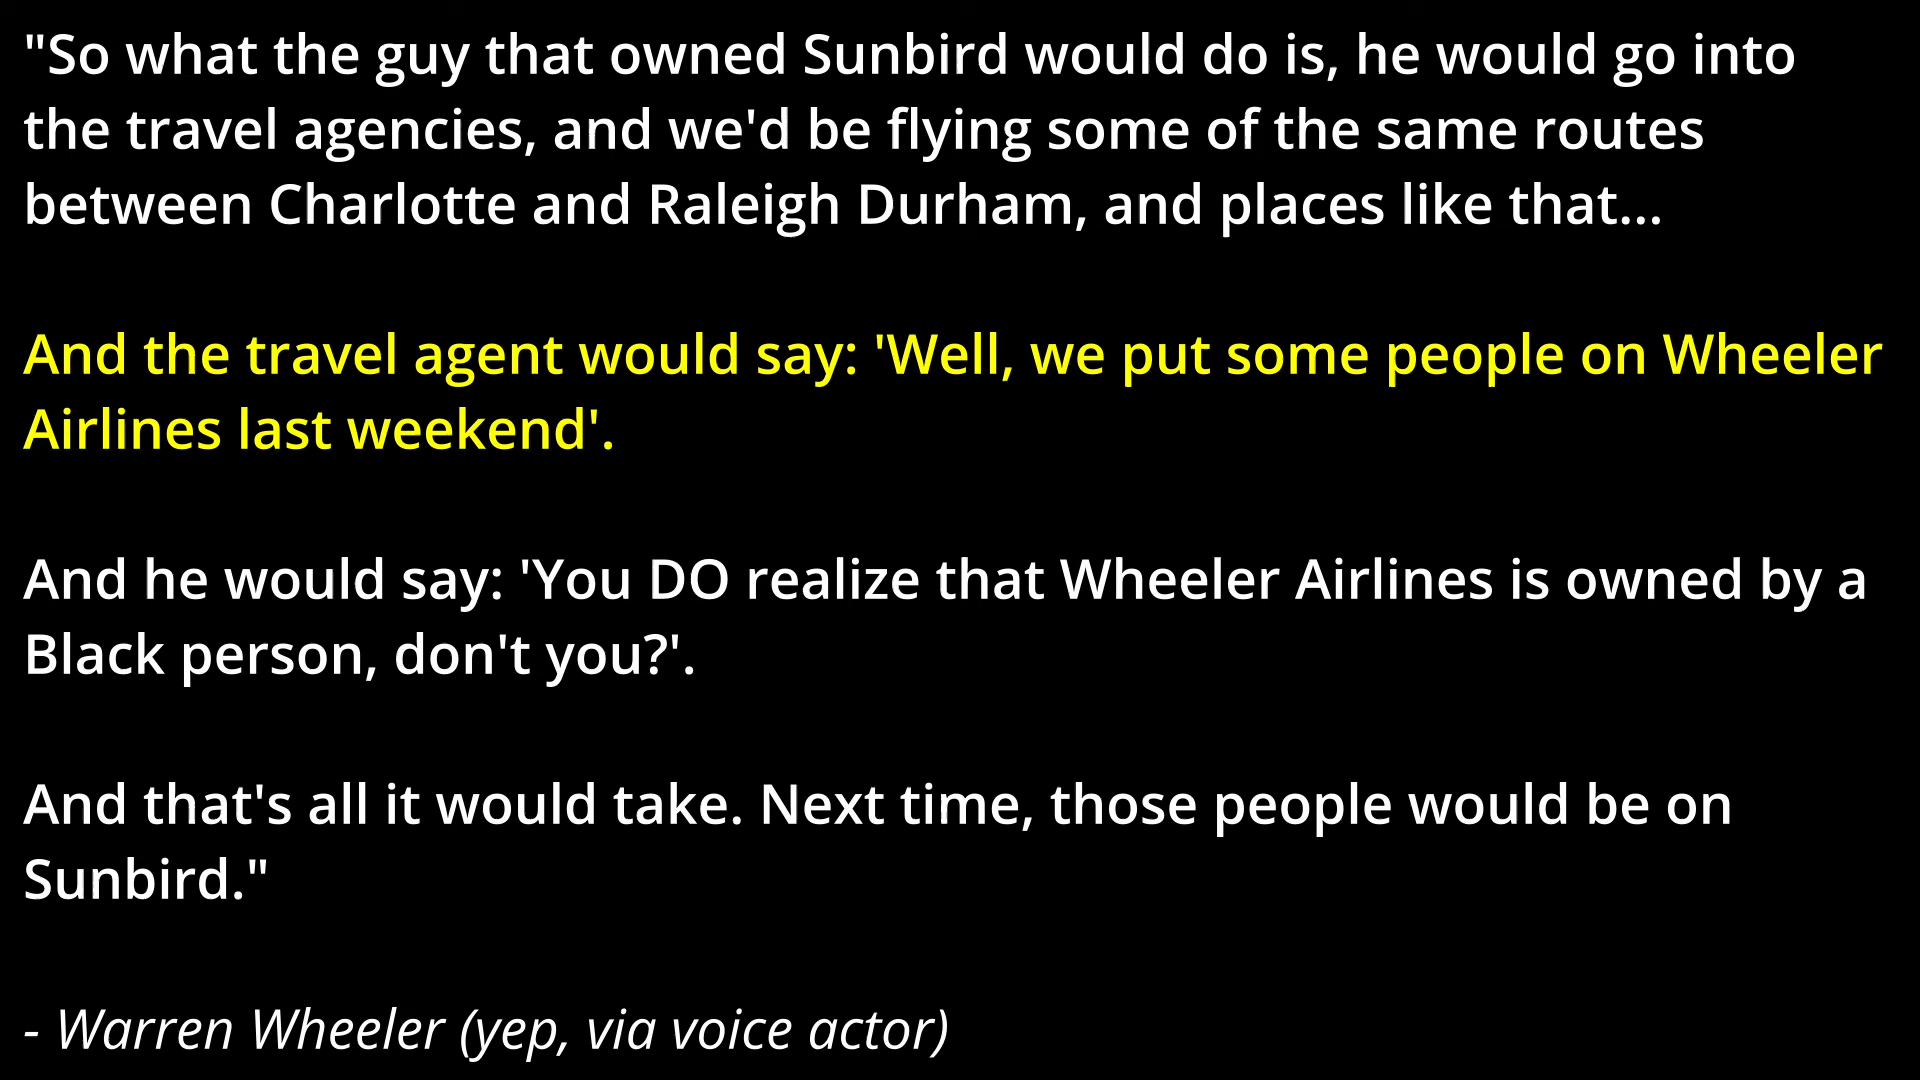 "So what the guy that owned Sunbird would do is, he would go into
the travel agencies, and we'd be flying some of the same routes
between Charlotte and Raleigh Durham, and places like that...
And the travel agent would say: 'Well, we put some people on Wheeler
Airlines last weekend'.
And he would say: 'You DO realize that Wheeler Airlines is owned by a
Black person, don't you?'.
And that's all it would take. Next time, those people would be on
Sunbird."
- Warren Wheeler (yep, via voice actor)